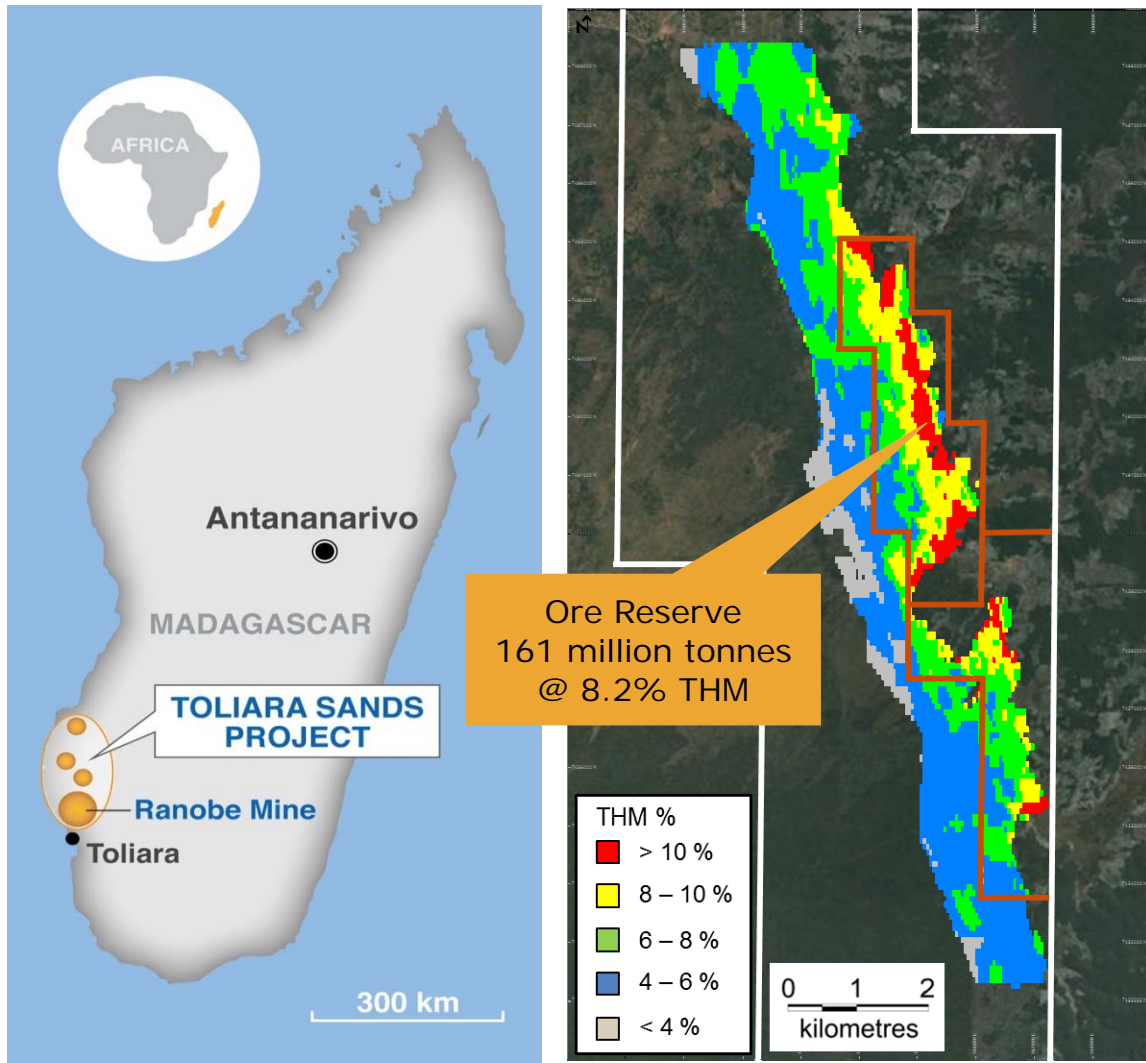 AFRICA
Antananarivo
MADAGASCAR
TOLIARA SANDS
PROJECT
Ranobe Mine
Toliara
300 km
N
Ore Reserve
161 million tonnes
@ 8.2% THM
THM %
> 10 %
8 – 10 %
6 – 8 %
4 – 6 %
< 4 %
0 1 2
kilometres